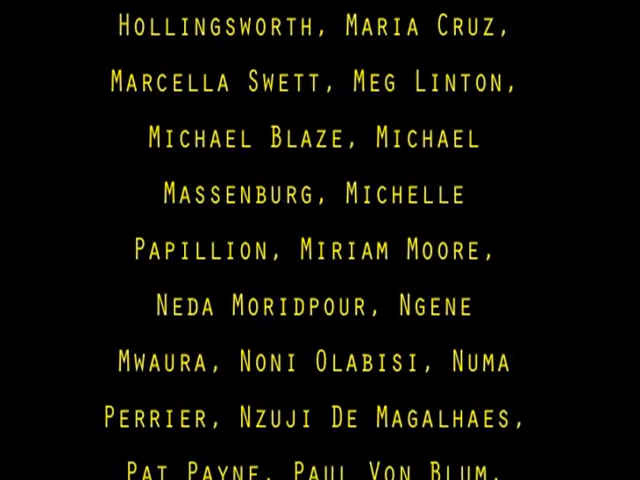 Hollingsworth, Maria Cruz,
Marcella Swett, Meg Linton,
Michael Blaze, Michael
Massenburg, Michelle
Papillion, Miriam Moore,
Neda Moridpour, Ngene
Mwaura, Noni Olabisi, Numa
Perrier, Nzuji De Magalhaes,
Pat Payne, Paul Von Blum,